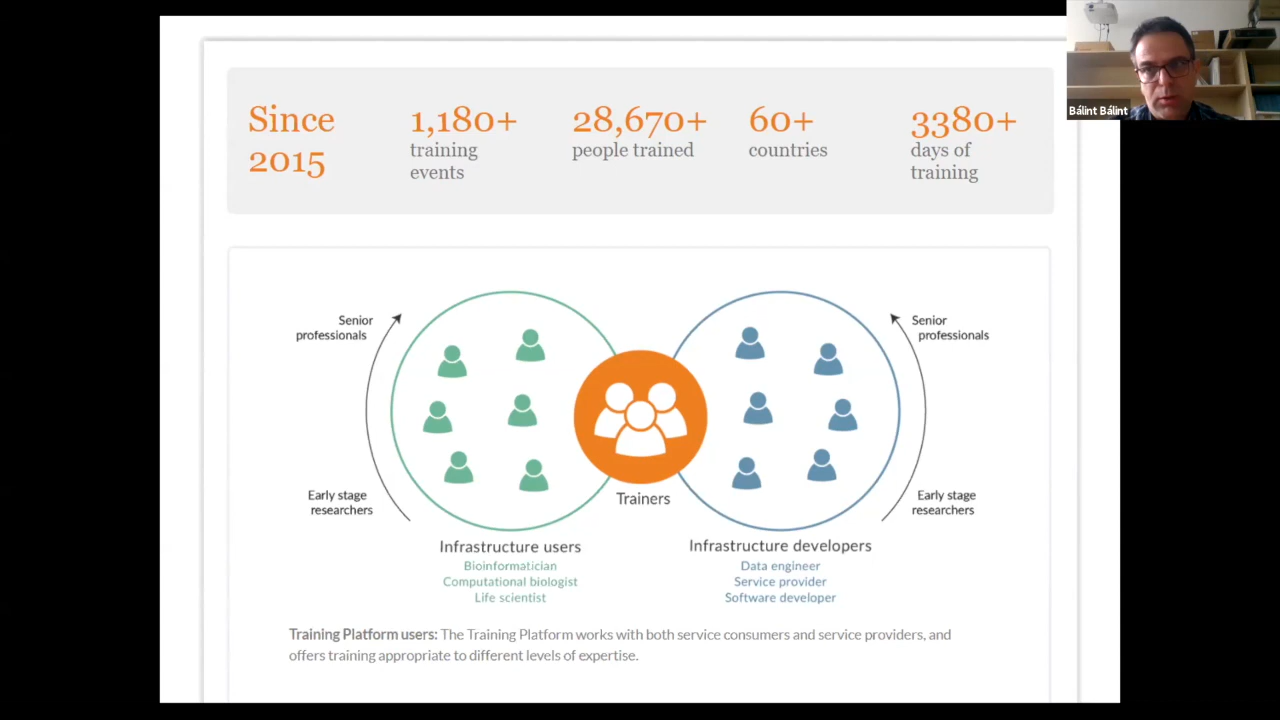 Bálint Bálint
Since
2015
1,180+
training
events
28,670+
people trained
60+
countries
3380+
days of
training
Senior
professionals
Early stage
researchers
Trainers
Senior
professionals
Early stage
researchers
Infrastructure users
Bioinformatician
Computational biologist
Life scientist
Infrastructure developers
Data engineer
Service provider
Software developer
Training Platform users: The Training Platform works with both service consumers and service providers, and
offers training appropriate to different levels of expertise.